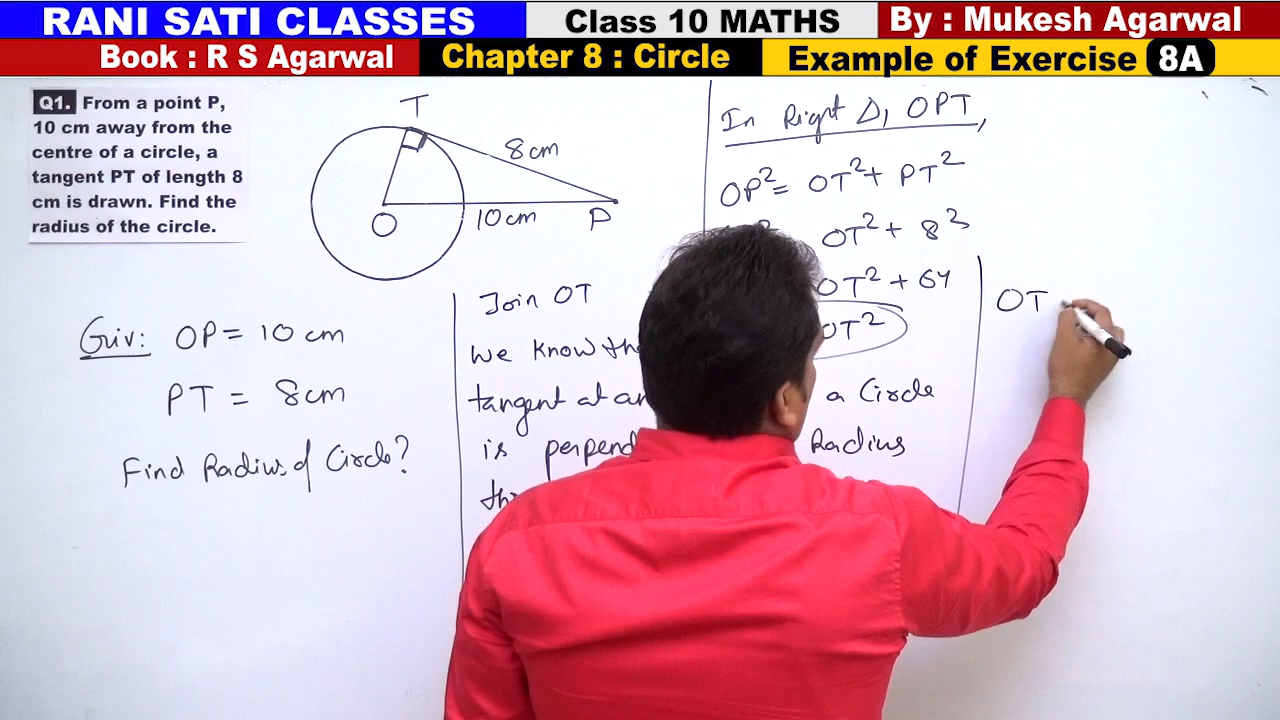 RANI SATI CLASSES
Class 10 MATHS
By : Mukesh Agarwal
Book : R S Agarwal
Chapter 8 : Circle
Example of Exercise 8A
Q1. From a point P,
10 cm away from the
centre of a circle, a
tangent PT of length 8
cm is drawn. Find the
radius of the circle.
T
8cm
O
10cm
P
Giv: OP = 10 cm
PT = 8cm
Find Radius of Circle?
Join OT
We know
tangent at
a Circle
is
Radius
In Right Δ, OPT,
OP² = OT² + PT²
OT² + 8²
OT² + 64
OT²
OT